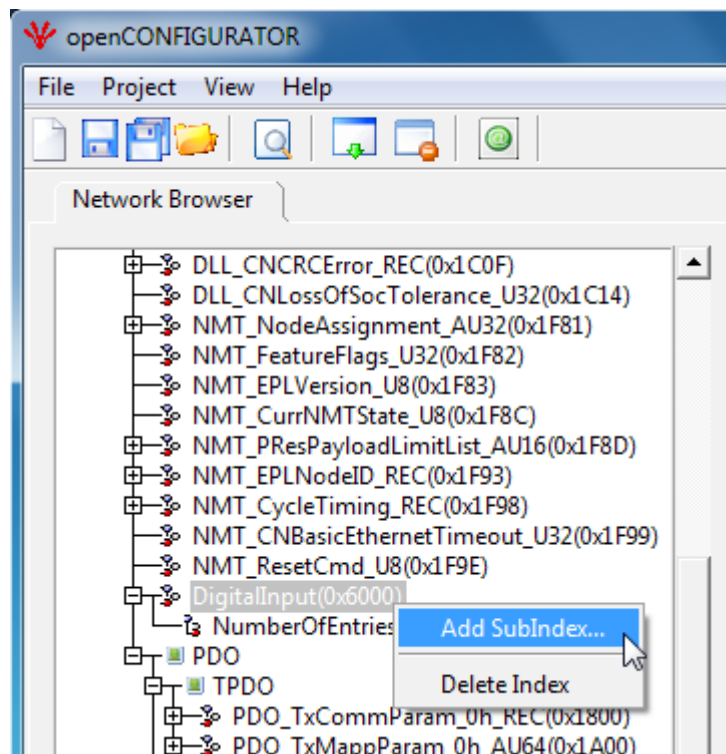 openCONFIGURATOR
File Project View Help
Network Browser
DLL_CNCRCError_REC(0x1C0F)
DLL_CNLossOfSocTolerance_U32(0x1C14)
NMT_NodeAssignment_AU32(0x1F81)
NMT_FeatureFlags_U32(0x1F82)
NMT_EPLVersion_U8(0x1F83)
NMT_CurrNMTState_U8(0x1F8C)
NMT_PResPayloadLimitList_AU16(0x1F8D)
NMT_EPLNodeID_REC(0x1F93)
NMT_CycleTiming_REC(0x1F98)
NMT_CNBasicEthernetTimeout_U32(0x1F99)
NMT_ResetCmd_U8(0x1F9E)
DigitalInput(0x6000)
NumberOfEntries
Add SubIndex...
PDO
TPDO
Delete Index
PDO_TxCommParam_0h_REC(0x1800)
PDO_TxMappParam_0h_AU64(0x1A00)